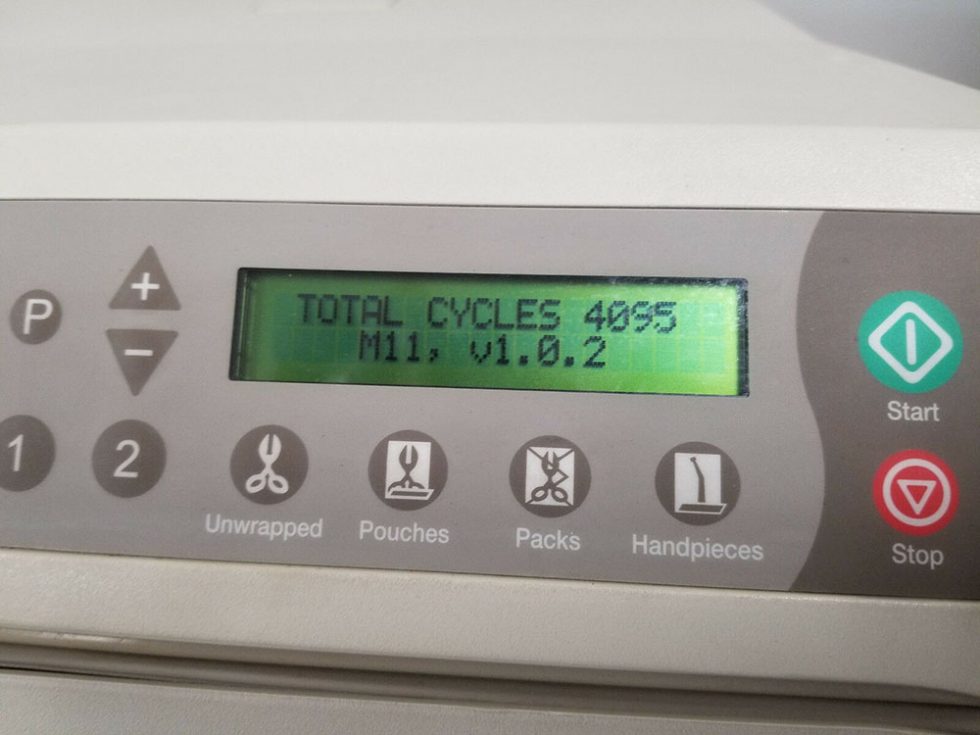 P
+
−
TOTAL CYCLES 4095
M11, v1.0.2
1
2
Unwrapped
Pouches
Packs
Handpieces
Start
Stop